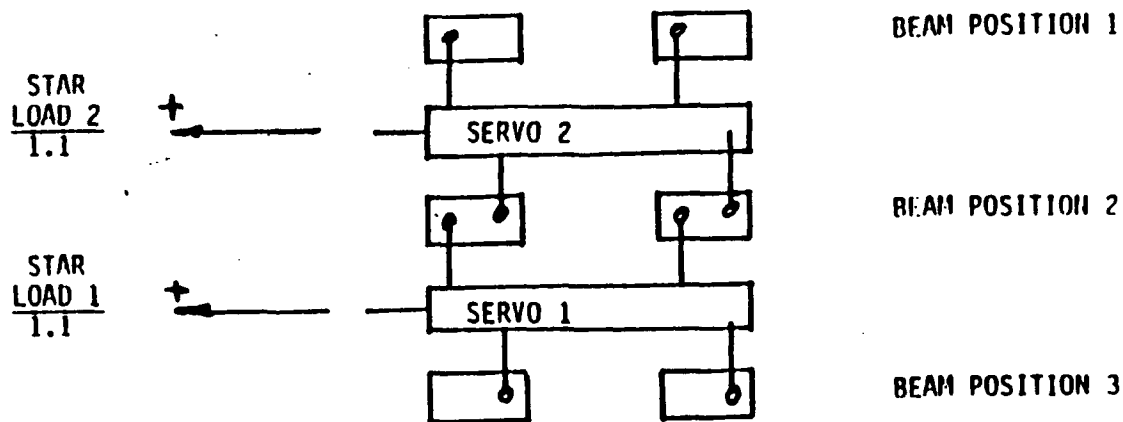 BEAM POSITION 1
STAR
LOAD 2
1.1
+
SERVO 2
BEAM POSITION 2
STAR
LOAD 1
1.1
+
SERVO 1
BEAM POSITION 3